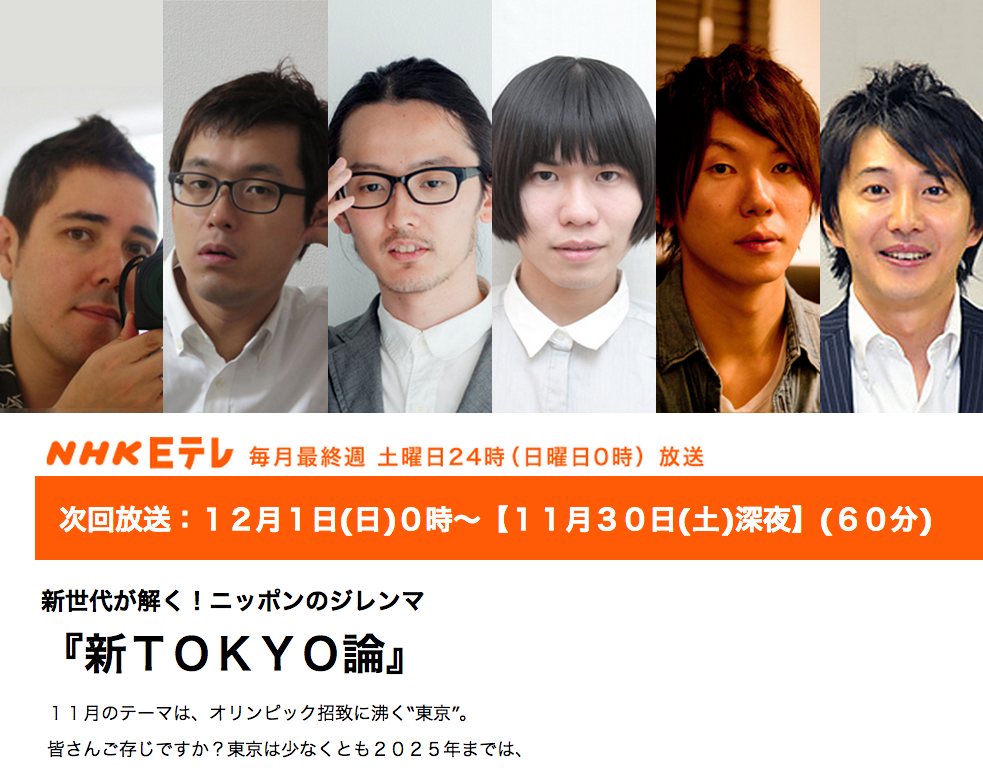 NHK Eテレ 毎月最終週 土曜日24時(日曜日0時) 放送
次回放送：１２月１日(日)０時〜【１１月３０日(土)深夜】(６０分)
新世代が解く！ニッポンのジレンマ
『新ＴＯＫＹＯ論』
１１月のテーマは、オリンピック招致に沸く“東京”。
皆さんご存じですか？東京は少なくとも２０２５年までは、